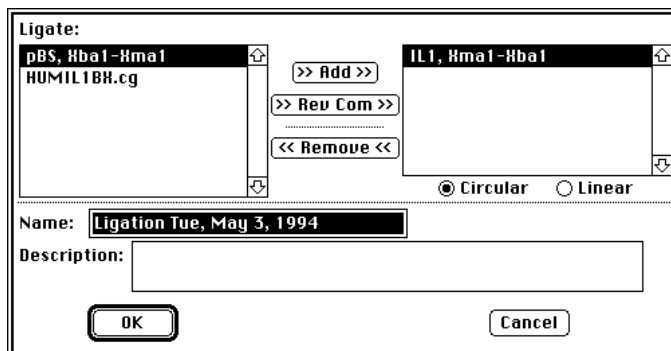 Ligate:
pBS, Xba1-Xma1
HUMIL1BX.cg
>> Add >>
>> Rev Com >>
<< Remove <<
IL1, Xma1-Xba1
Circular
Linear
Name:
Ligation Tue, May 3, 1994
Description:
OK
Cancel